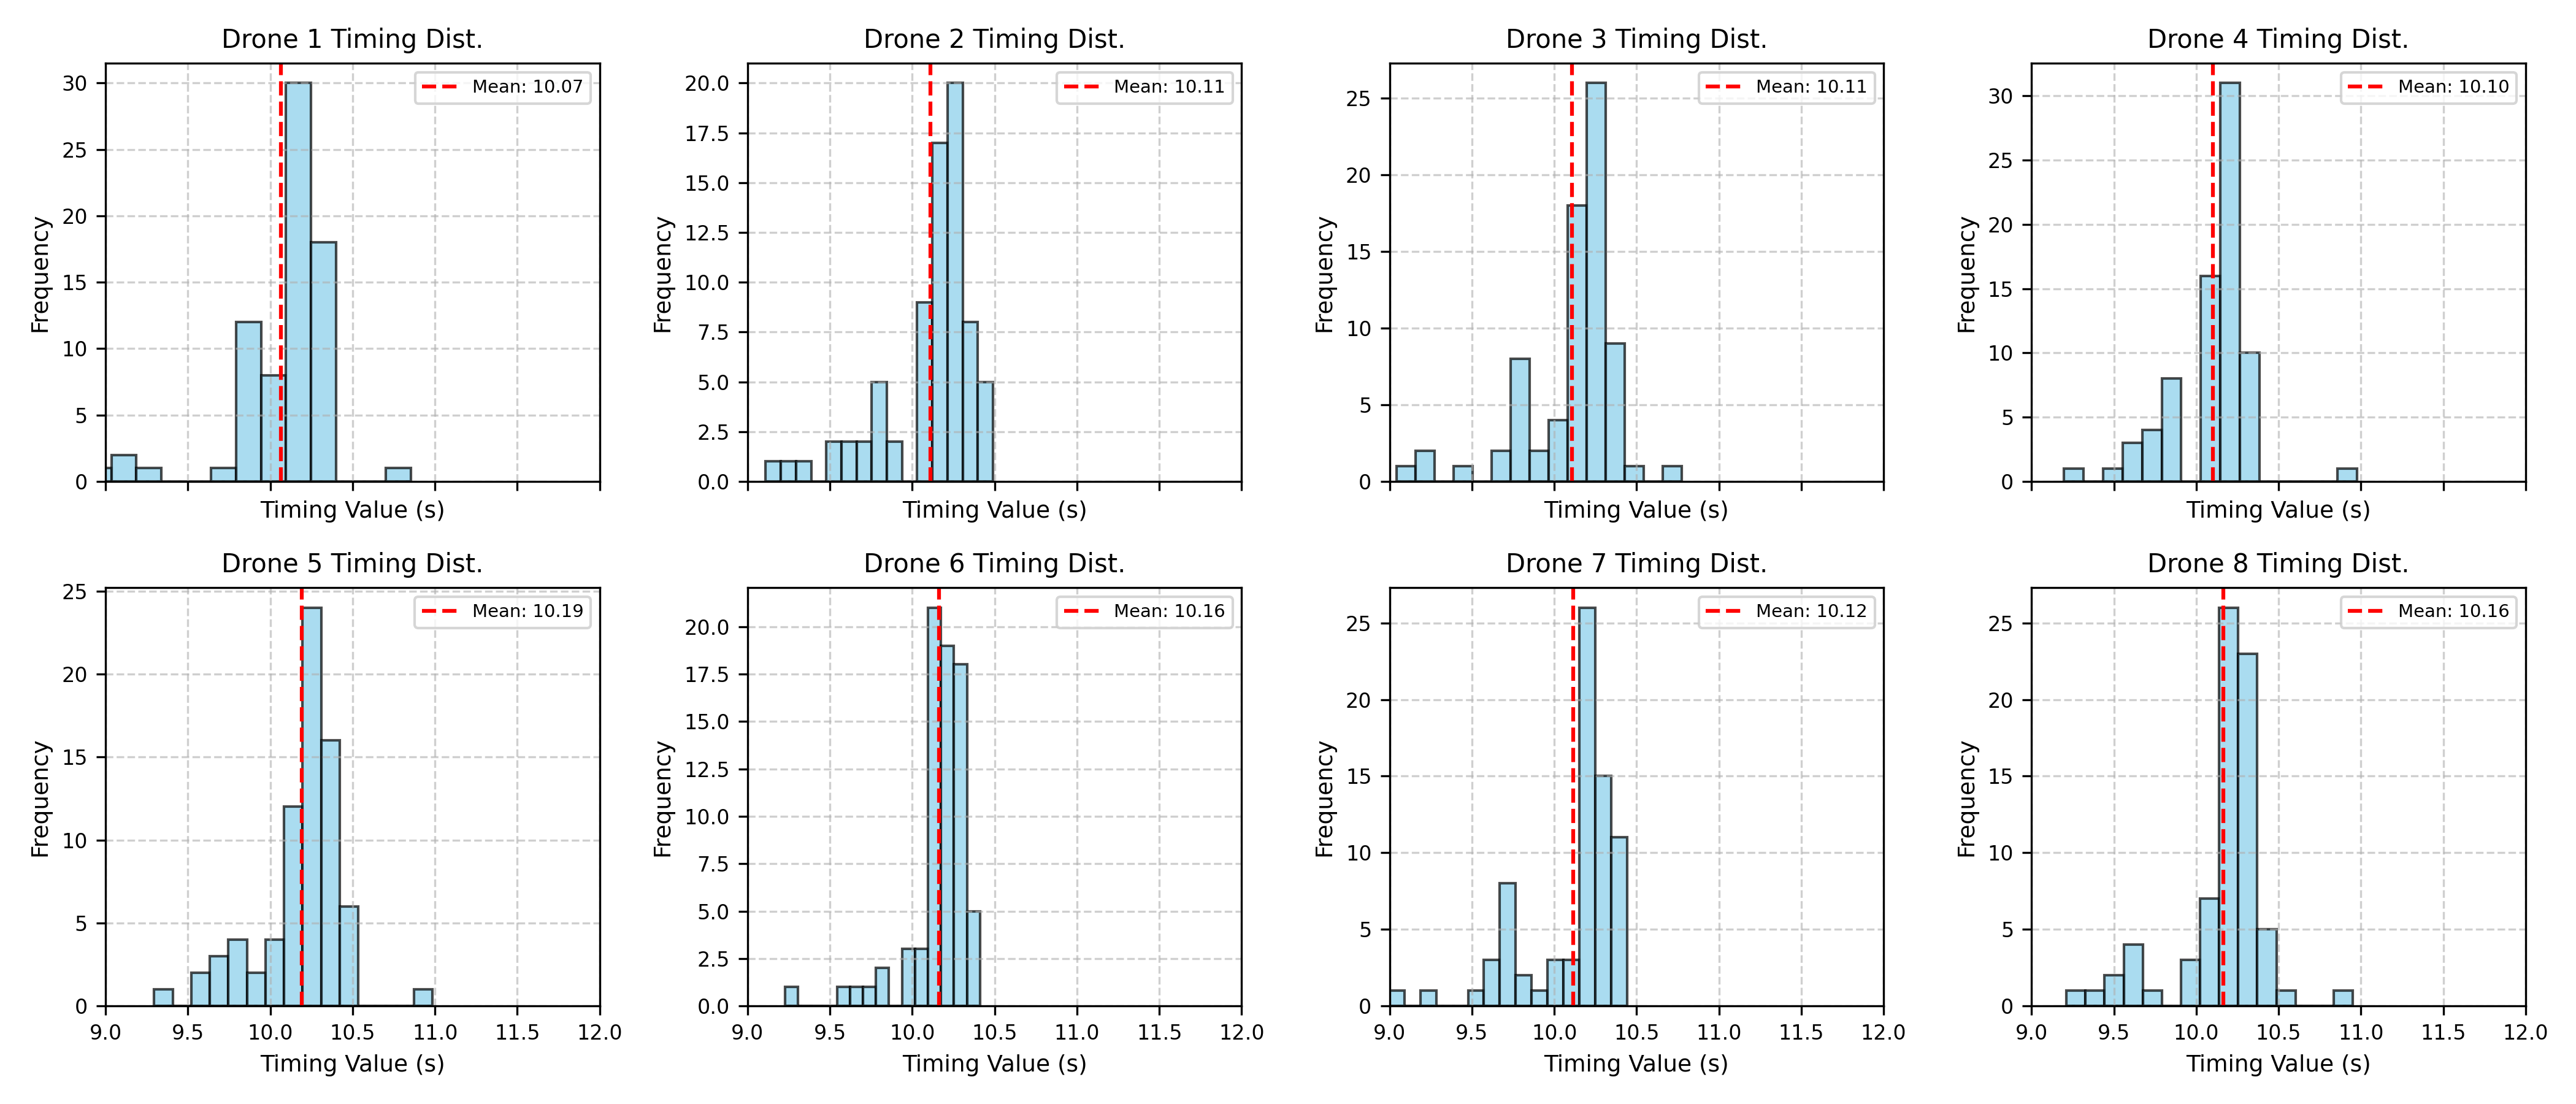 Drone 1 Timing Dist.
Mean: 10.07
30
25
20
15
10
5
0
Frequency
Timing Value (s)
Drone 2 Timing Dist.
Mean: 10.11
20.0
17.5
15.0
12.5
10.0
7.5
5.0
2.5
0.0
Frequency
Timing Value (s)
Drone 3 Timing Dist.
Mean: 10.11
25
20
15
10
5
0
Frequency
Timing Value (s)
Drone 4 Timing Dist.
Mean: 10.10
30
25
20
15
10
5
0
Frequency
Timing Value (s)
Drone 5 Timing Dist.
Mean: 10.19
25
20
15
10
5
0
Frequency
9.0 9.5 10.0 10.5 11.0 11.5 12.0
Timing Value (s)
Drone 6 Timing Dist.
Mean: 10.16
20.0
17.5
15.0
12.5
10.0
7.5
5.0
2.5
0.0
Frequency
9.0 9.5 10.0 10.5 11.0 11.5 12.0
Timing Value (s)
Drone 7 Timing Dist.
Mean: 10.12
25
20
15
10
5
0
Frequency
9.0 9.5 10.0 10.5 11.0 11.5 12.0
Timing Value (s)
Drone 8 Timing Dist.
Mean: 10.16
25
20
15
10
5
0
Frequency
9.0 9.5 10.0 10.5 11.0 11.5 12.0
Timing Value (s)